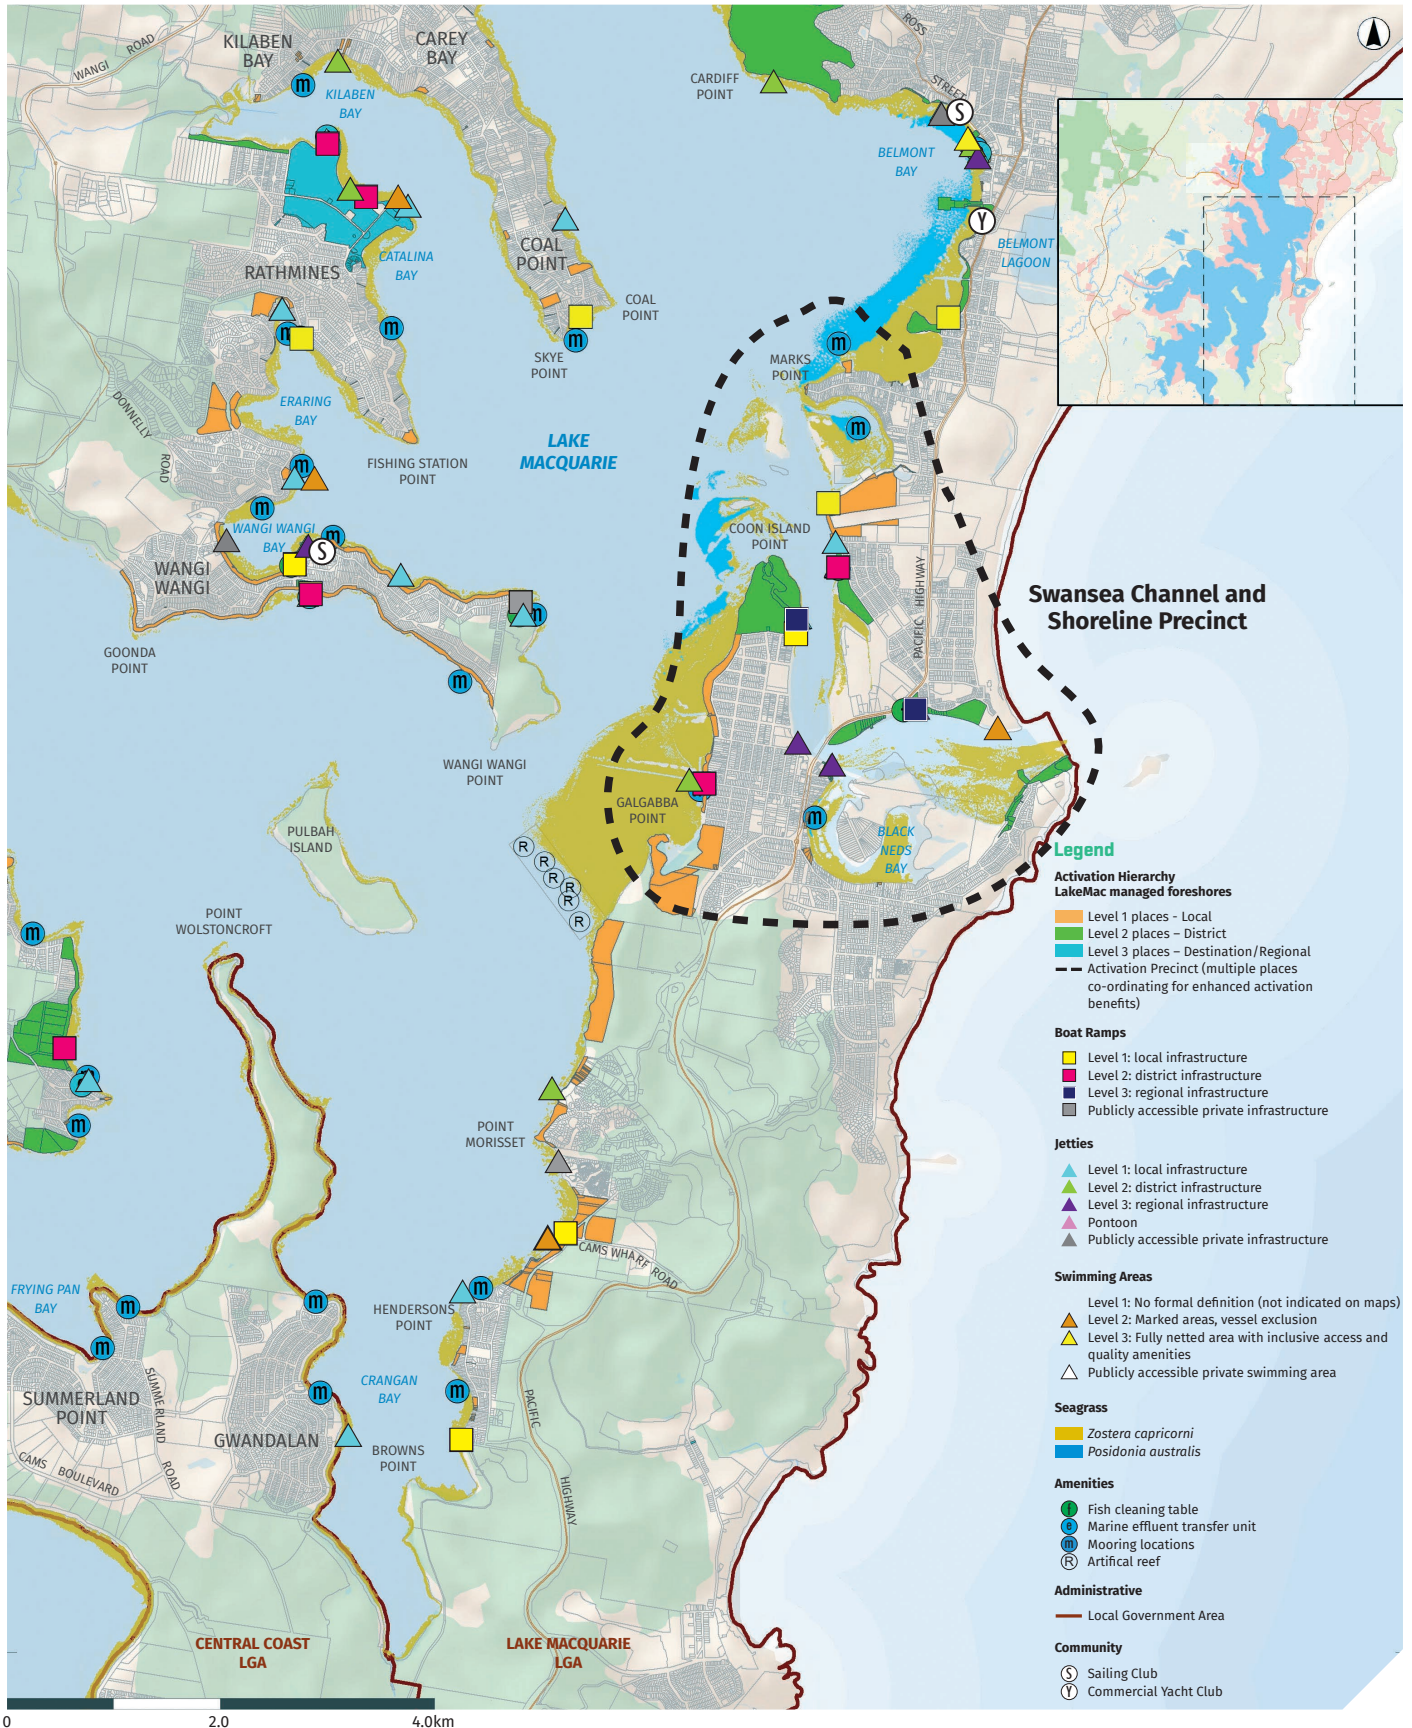 KILABEN
BAY
CAREY
BAY
ROSS
STREET
WANGI
ROAD
KILABEN
BAY
CARDIFF
POINT
S
m
BELMONT
BAY
Y
BELMONT
LAGOON
CATALINA
BAY
RATHMINES
COAL
POINT
COAL
POINT
m
m
m
SKYE
POINT
m
MARKS
POINT
DONNELLY
ROAD
ERARING
BAY
m
LAKE
MACQUARIE
FISHING STATION
POINT
m
m
WANGI WANGI
BAY
m
S
COON ISLAND
POINT
WANGI
WANGI
PACIFIC HIGHWAY
Swansea Channel and
Shoreline Precinct
m
GOONDA
POINT
m
WANGI WANGI
POINT
GALGABBA
POINT
m
BLACK
NEDS
BAY
PULBAH
ISLAND
R
R
R
R
R
R
POINT
WOLSTONCROFT
m
m
m
POINT
MORISSET
CAMS WHARF ROAD
FRYING PAN
BAY
m
m
m
HENDERSONS
POINT
m
SUMMERLAND
POINT
SUMMERLAND
ROAD
m
GWANDALAN
CRANGAN
BAY
m
PACIFIC
HIGHWAY
BROWNS
POINT
CAMS BOULEVARD
CENTRAL COAST
LGA
LAKE MACQUARIE
LGA
0 2.0 4.0km
Legend
Activation Hierarchy
LakeMac managed foreshores
Level 1 places - Local
Level 2 places – District
Level 3 places – Destination/Regional
Activation Precinct (multiple places
co-ordinating for enhanced activation
benefits)
Boat Ramps
Level 1: local infrastructure
Level 2: district infrastructure
Level 3: regional infrastructure
Publicly accessible private infrastructure
Jetties
Level 1: local infrastructure
Level 2: district infrastructure
Level 3: regional infrastructure
Pontoon
Publicly accessible private infrastructure
Swimming Areas
Level 1: No formal definition (not indicated on maps)
Level 2: Marked areas, vessel exclusion
Level 3: Fully netted area with inclusive access and
quality amenities
Publicly accessible private swimming area
Seagrass
Zostera capricorni
Posidonia australis
Amenities
f Fish cleaning table
e Marine effluent transfer unit
m Mooring locations
R Artifical reef
Administrative
Local Government Area
Community
S Sailing Club
Y Commercial Yacht Club